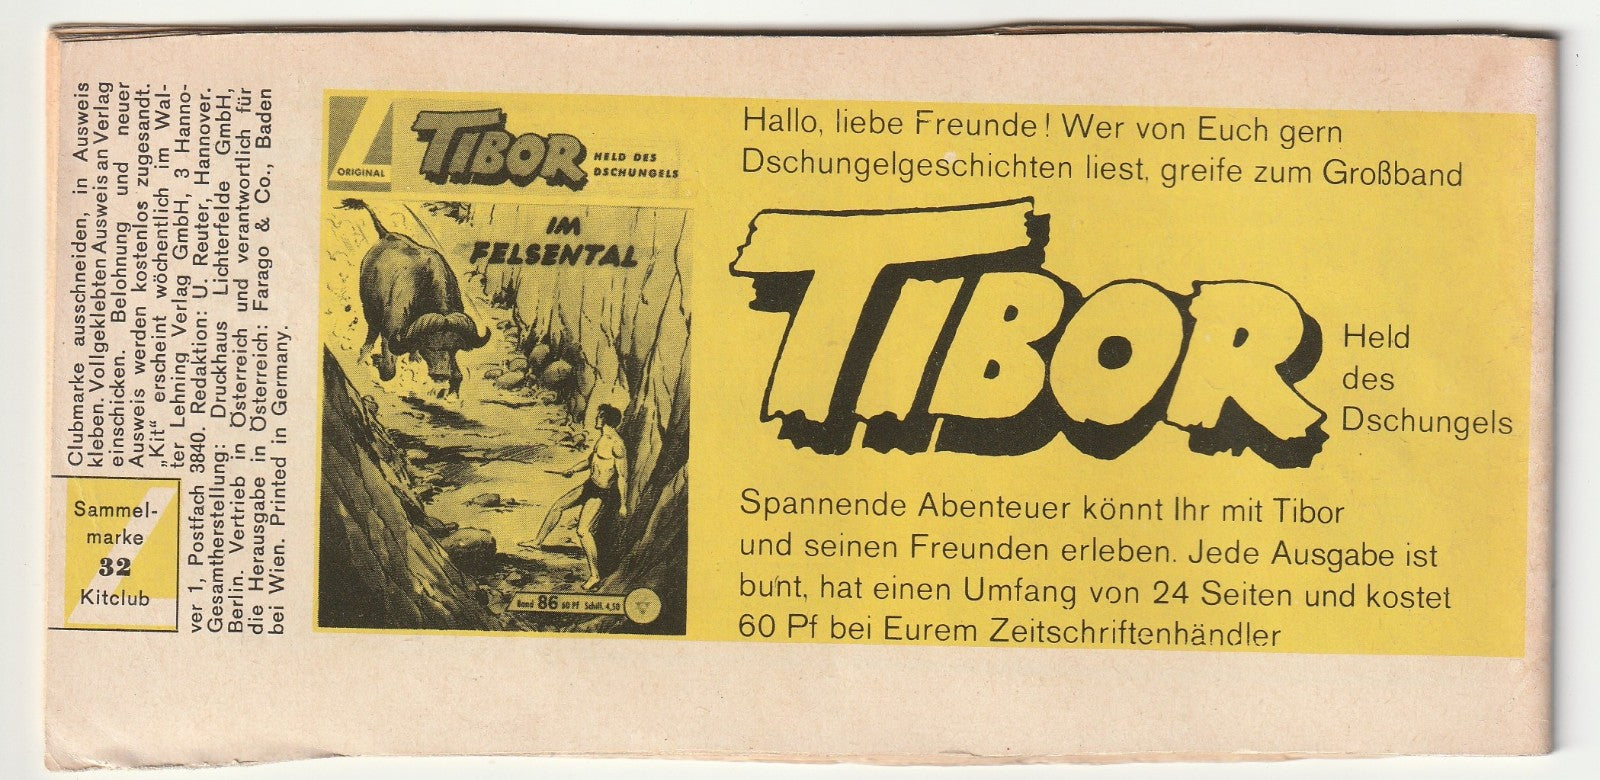 Clubmarke ausschneiden, in Ausweis
kleben. Vollgeklebten Ausweis an Verlag
einschicken. Belohnung und neuer
Ausweis werden kostenlos zugesandt.
„Kit“ erscheint wöchentlich im Wal-
ter Lehning Verlag GmbH, 3 Hanno-
ver 1, Postfach 3840. Redaktion: U. Reuter, Hannover.
Gesamtherstellung: Druckhaus Lichterfelde GmbH,
Berlin. Vertrieb in Österreich und verantwortlich für
die Herausgabe in Österreich: Farago & Co., Baden
bei Wien. Printed in Germany.
Sammel-
marke
32
Kitclub
ORIGINAL
TIBOR
HELD DES
DSCHUNGELS
IM
FELSENTAL
Band 86 60 PF Schill. 4,50
Hallo, liebe Freunde! Wer von Euch gern
Dschungelgeschichten liest, greife zum Großband
TIBOR
Held
des
Dschungels
Spannende Abenteuer könnt Ihr mit Tibor
und seinen Freunden erleben. Jede Ausgabe ist
bunt, hat einen Umfang von 24 Seiten und kostet
60 Pf bei Eurem Zeitschriftenhändler